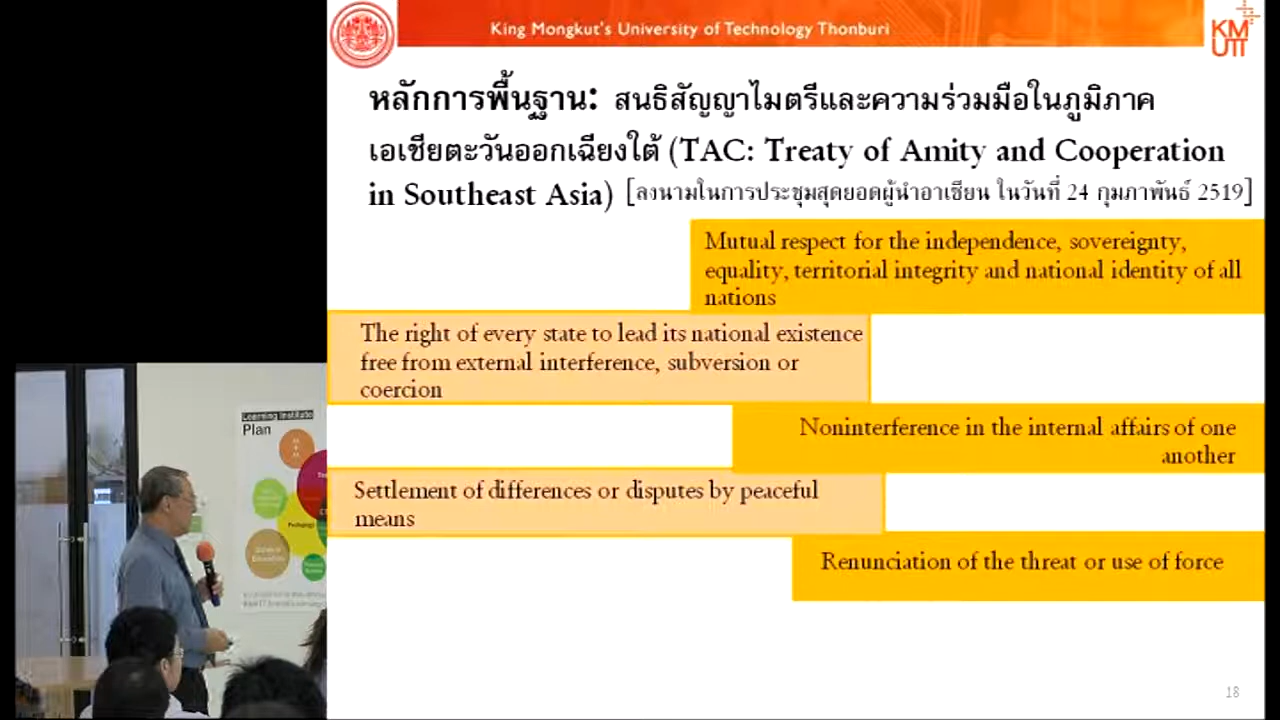 King Mongkut's University of Technology Thonburi
KM
UTT
หลักการพื้นฐาน: สนธิสัญญาไมตรีและความร่วมมือในภูมิภาค
เอเชียตะวันออกเฉียงใต้ (TAC: Treaty of Amity and Cooperation
in Southeast Asia) [ลงนามในการประชุมสุดยอดผู้นำอาเซียน ในวันที่ 24 กุมภาพันธ์ 2519]
Mutual respect for the independence, sovereignty,
equality, territorial integrity and national identity of all
nations
The right of every state to lead its national existence
free from external interference, subversion or
coercion
Noninterference in the internal affairs of one
another
Settlement of differences or disputes by peaceful
means
Renunciation of the threat or use of force
18
Learning Institute
Plan